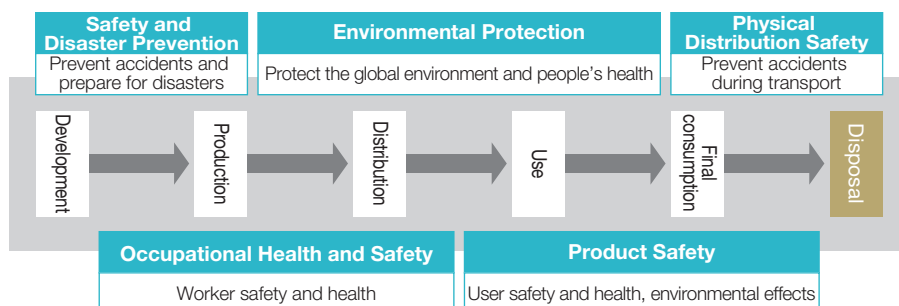 Safety and
Disaster Prevention
Prevent accidents and
prepare for disasters
Environmental Protection
Protect the global environment and people's health
Physical
Distribution Safety
Prevent accidents
during transport
Development
Production
Distribution
Use
Final
consumption
Disposal
Occupational Health and Safety
Worker safety and health
Product Safety
User safety and health, environmental effects